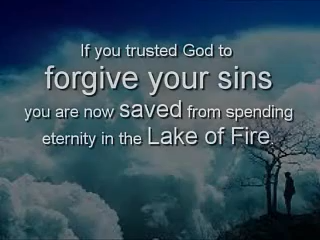 If you trusted God to
forgive your sins
you are now saved from spending
eternity in the Lake of Fire.